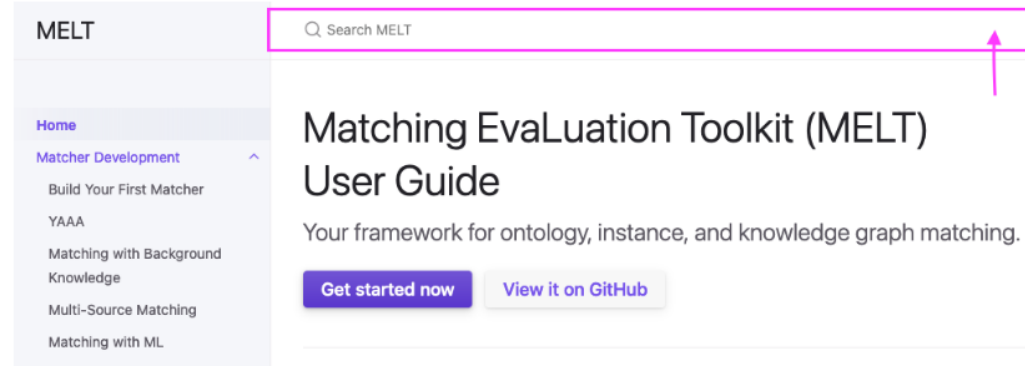 MELT
Search MELT
Home
Matcher Development
Build Your First Matcher
YAAA
Matching with Background
Knowledge
Multi-Source Matching
Matching with ML
Matching EvaLuation Toolkit (MELT)
User Guide
Your framework for ontology, instance, and knowledge graph matching.
Get started now
View it on GitHub